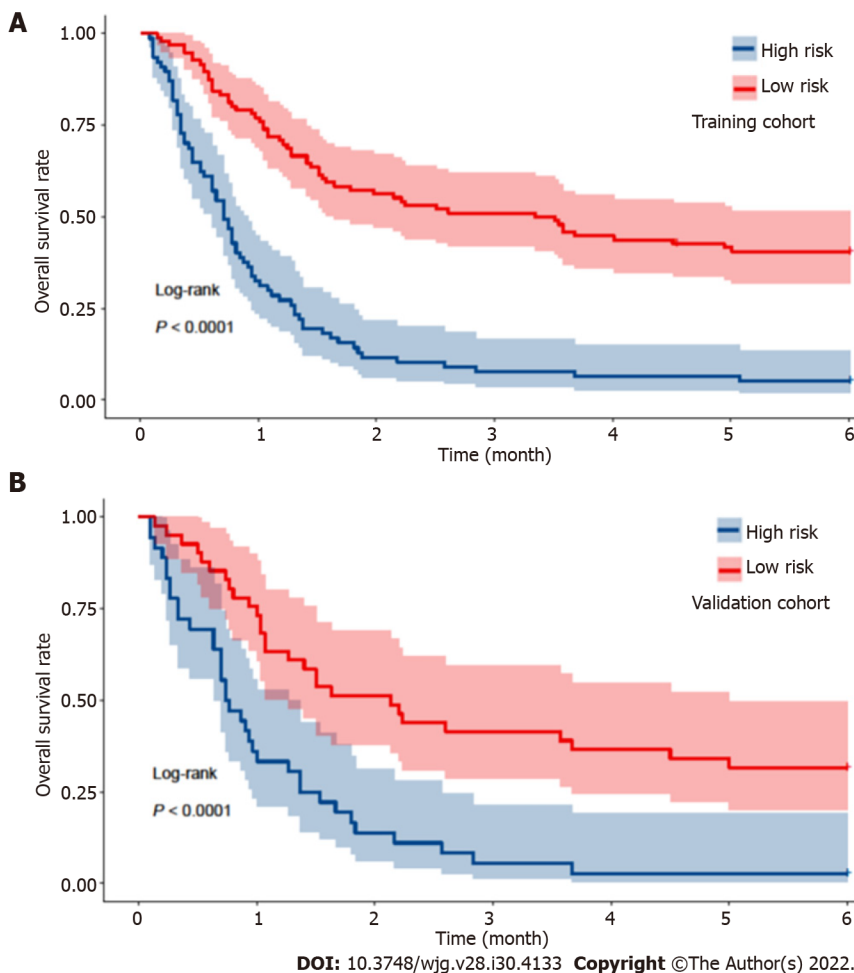 A
Overall survival rate
1.00
0.75
0.50
0.25
0.00
High risk
Low risk
Training cohort
Log-rank
P < 0.0001
0 1 2 3 4 5 6
Time (month)
B
Overall survival rate
1.00
0.75
0.50
0.25
0.00
High risk
Low risk
Validation cohort
Log-rank
P < 0.0001
0 1 2 3 4 5 6
Time (month)
DOI: 10.3748/wjg.v28.i30.4133 Copyright ©The Author(s) 2022.